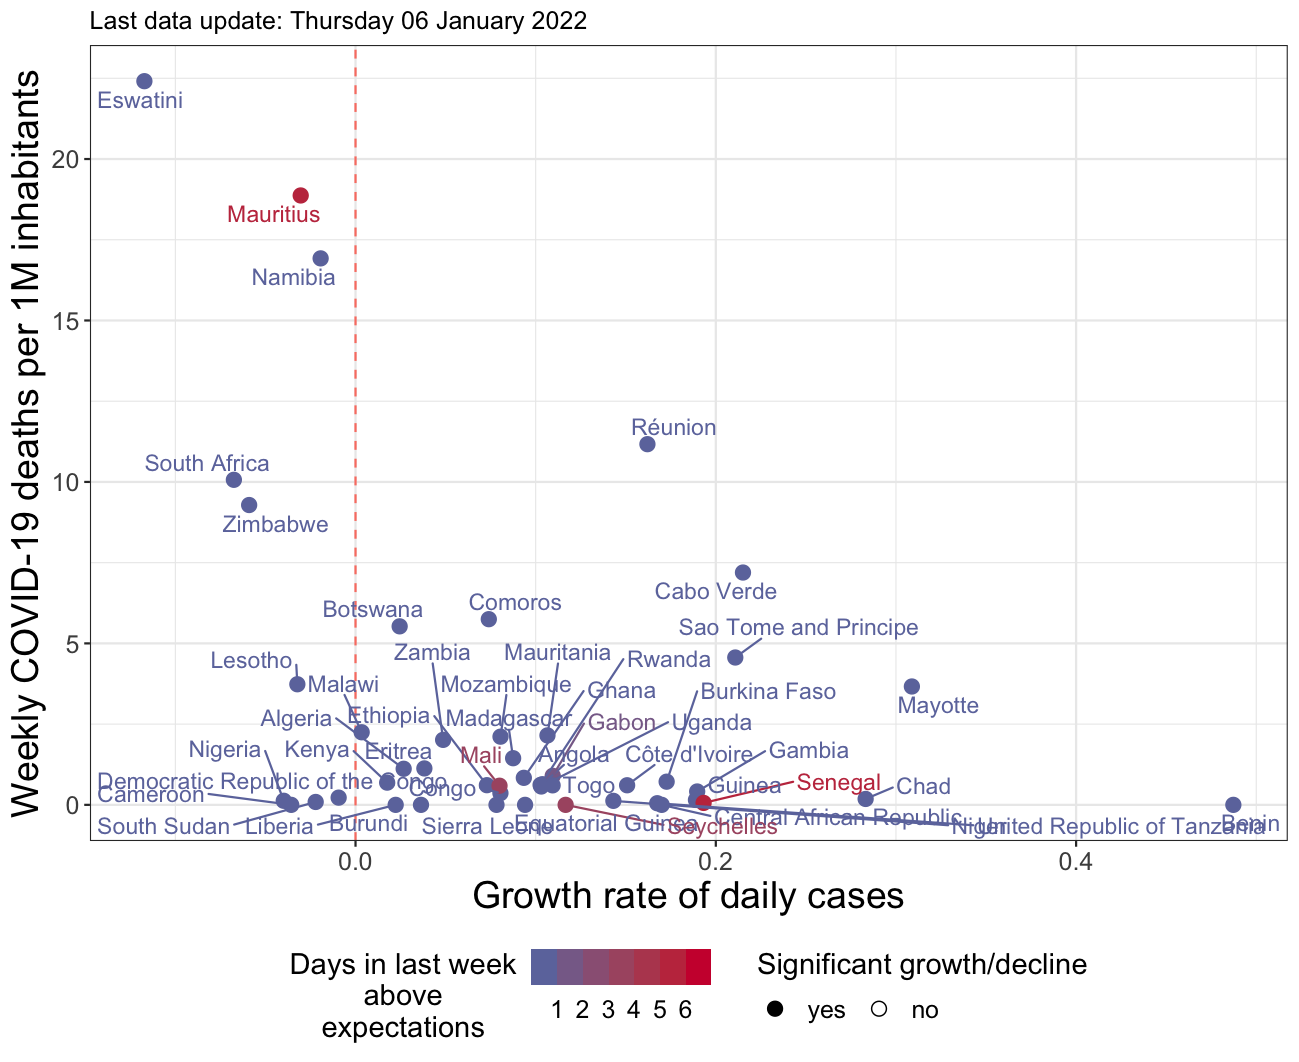 Last data update: Thursday 06 January 2022
Weekly COVID-19 deaths per 1M inhabitants
20
15
10
5
0
Eswatini
Mauritius
Namibia
Réunion
South Africa
Zimbabwe
Cabo Verde
Botswana
Comoros
Sao Tome and Principe
Lesotho
Zambia
Mauritania
Rwanda
Malawi
Mozambique
Ghana
Burkina Faso
Mayotte
Algeria
Ethiopia
Madagascar
Gabon
Uganda
Nigeria
Kenya
Eritrea
Mali
Angola
Côte d'Ivoire
Gambia
Democratic Republic of the Congo
Congo
Togo
Guinea
Senegal
Chad
Cameroon
South Sudan
Liberia
Burundi
Sierra Leone
Equatorial Guinea
Seychelles
Central African Republic
Niger
United Republic of Tanzania
Benin
0.0
0.2
0.4
Growth rate of daily cases
Days in last week
above
expectations
1 2 3 4 5 6
Significant growth/decline
yes
no